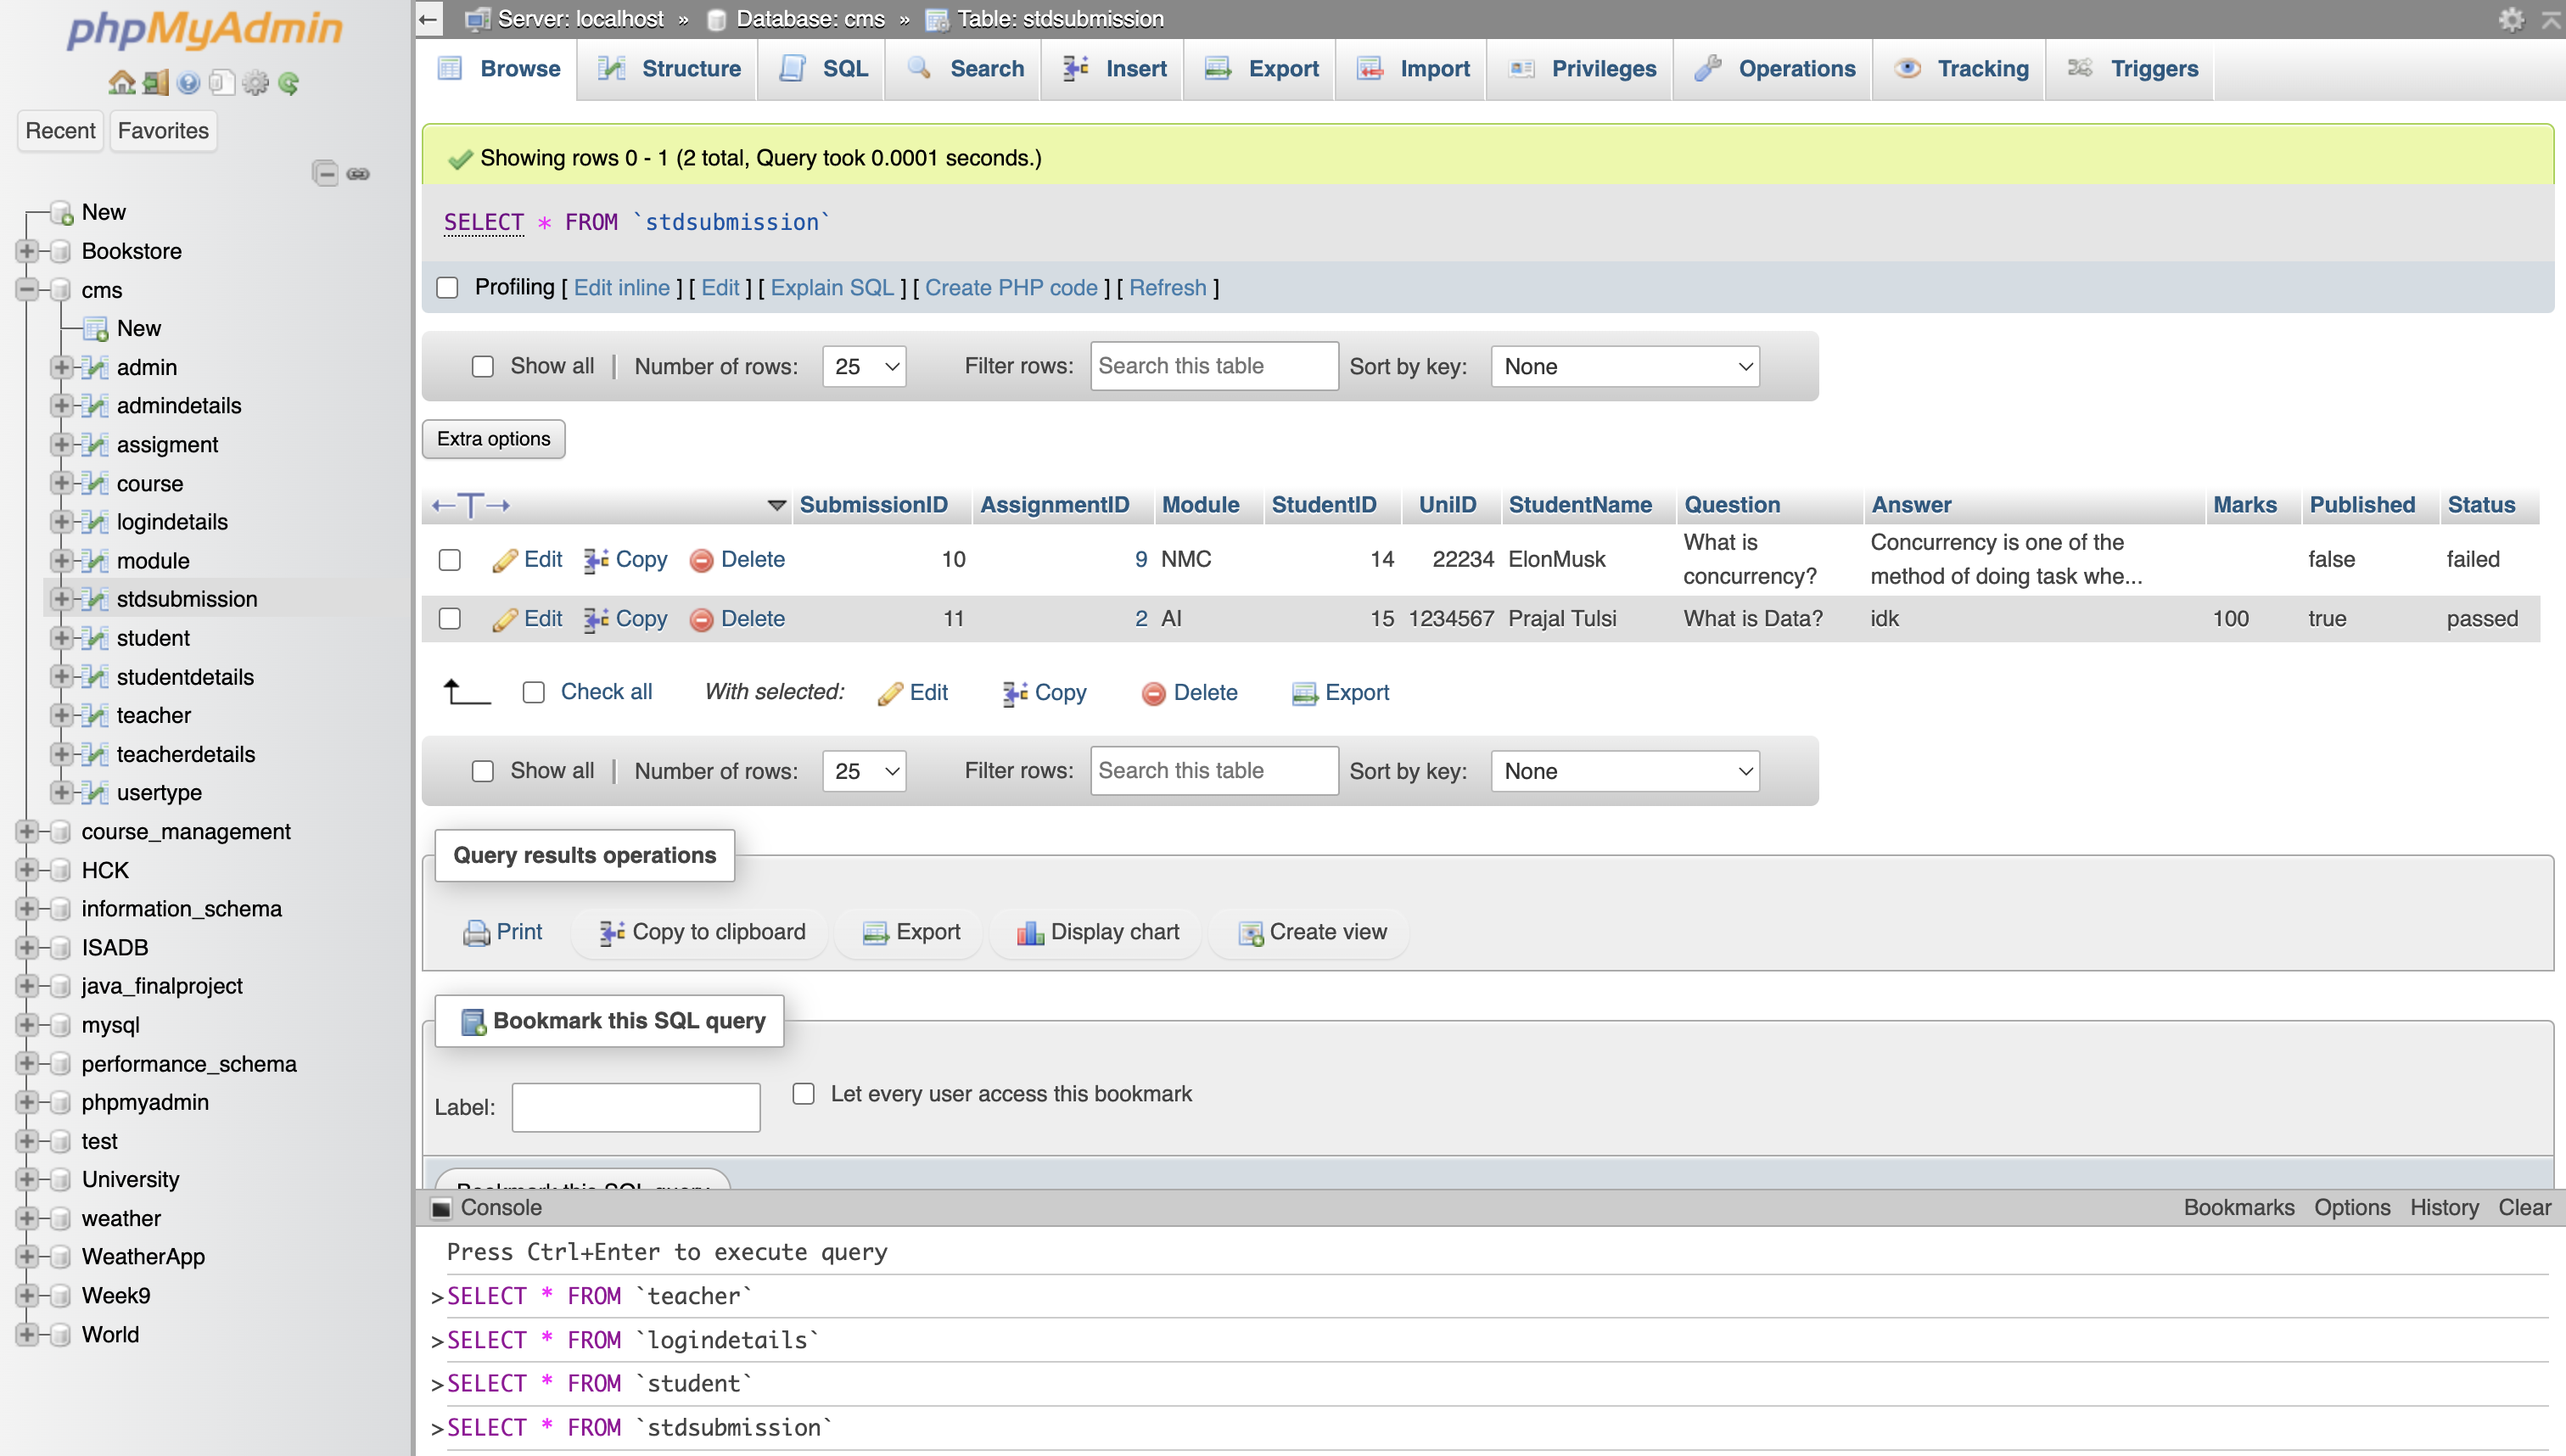 phpMyAdmin
Recent Favorites
New
Bookstore
cms
New
admin
admindetails
assigment
course
logindetails
module
stdsubmission
student
studentdetails
teacher
teacherdetails
usertype
course_management
HCK
information_schema
ISADB
java_finalproject
mysql
performance_schema
phpmyadmin
test
University
weather
WeatherApp
Week9
World
Server: localhost » Database: cms » Table: stdsubmission
Browse Structure SQL Search Insert Export Import Privileges Operations Tracking Triggers
Showing rows 0 - 1 (2 total, Query took 0.0001 seconds.)
SELECT * FROM `stdsubmission`
Profiling [ Edit inline ] [ Edit ] [ Explain SQL ] [ Create PHP code ] [ Refresh ]
Show all | Number of rows: 25 Filter rows: Search this table Sort by key: None
Extra options
←T→ SubmissionID AssignmentID Module StudentID UniID StudentName Question Answer Marks Published Status
Edit Copy Delete 10 9 NMC 14 22234 ElonMusk What is concurrency? Concurrency is one of the method of doing task whe... false failed
Edit Copy Delete 11 2 AI 15 1234567 Prajal Tulsi What is Data? idk 100 true passed
Check all With selected: Edit Copy Delete Export
Show all | Number of rows: 25 Filter rows: Search this table Sort by key: None
Query results operations
Print Copy to clipboard Export Display chart Create view
Bookmark this SQL query
Label: Let every user access this bookmark
Bookmark this SQL query
Console Bookmarks Options History Clear
Press Ctrl+Enter to execute query
>SELECT * FROM `teacher`
>SELECT * FROM `logindetails`
>SELECT * FROM `student`
>SELECT * FROM `stdsubmission`